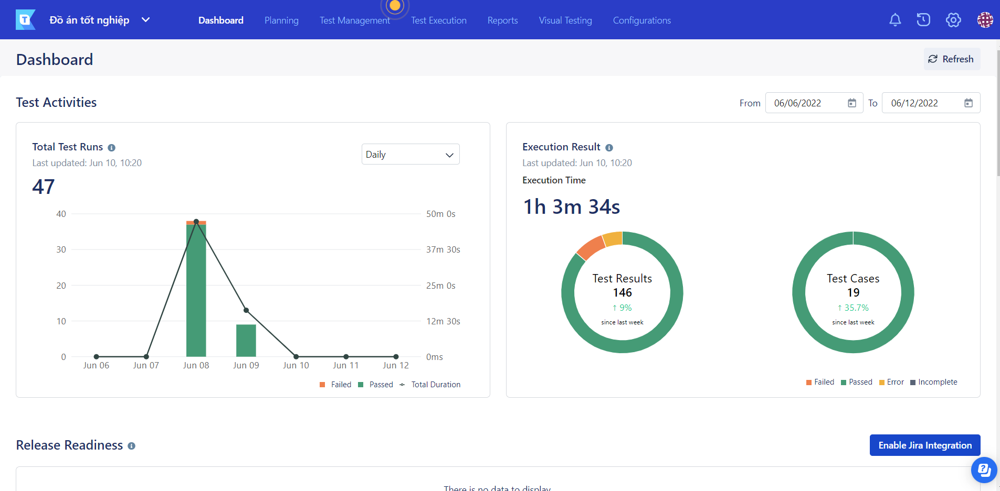 T
Đồ án tốt nghiệp
Dashboard
Planning
Test Management
Test Execution
Reports
Visual Testing
Configurations
Dashboard
Refresh
Test Activities
From
06/06/2022
To
06/12/2022
Total Test Runs
Last updated: Jun 10, 10:20
47
Daily
40
30
20
10
0
50m 0s
37m 30s
25m 0s
12m 30s
0ms
Jun 06
Jun 07
Jun 08
Jun 09
Jun 10
Jun 11
Jun 12
Failed
Passed
Total Duration
Execution Result
Last updated: Jun 10, 10:20
Execution Time
1h 3m 34s
Test Results
146
↑ 9%
since last week
Test Cases
19
↑ 35.7%
since last week
Failed
Passed
Error
Incomplete
Release Readiness
Enable Jira Integration
There is no data to display